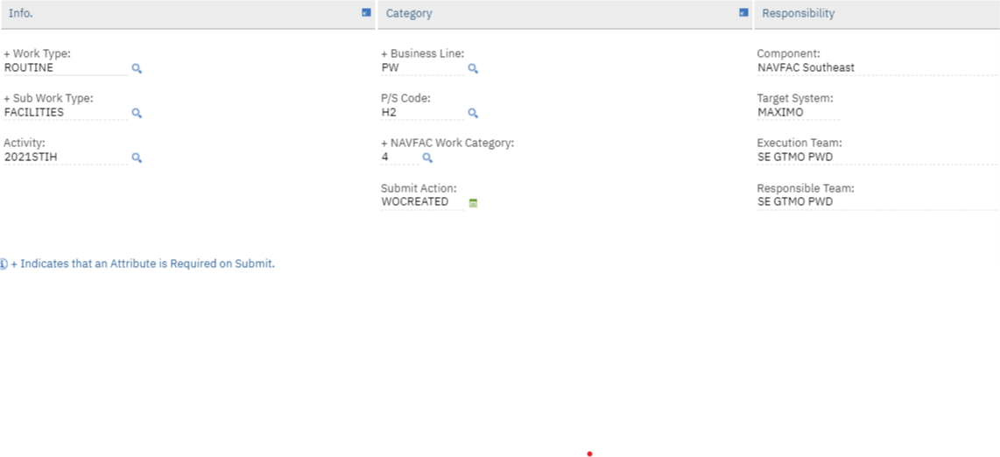 Info.
Category
Responsibility
+ Work Type:
ROUTINE
+ Business Line:
PW
Component:
NAVFAC Southeast
+ Sub Work Type:
FACILITIES
P/S Code:
H2
Target System:
MAXIMO
Activity:
2021STIH
+ NAVFAC Work Category:
4
Execution Team:
SE GTMO PWD
Submit Action:
WOCREATED
Responsible Team:
SE GTMO PWD
+ Indicates that an Attribute is Required on Submit.